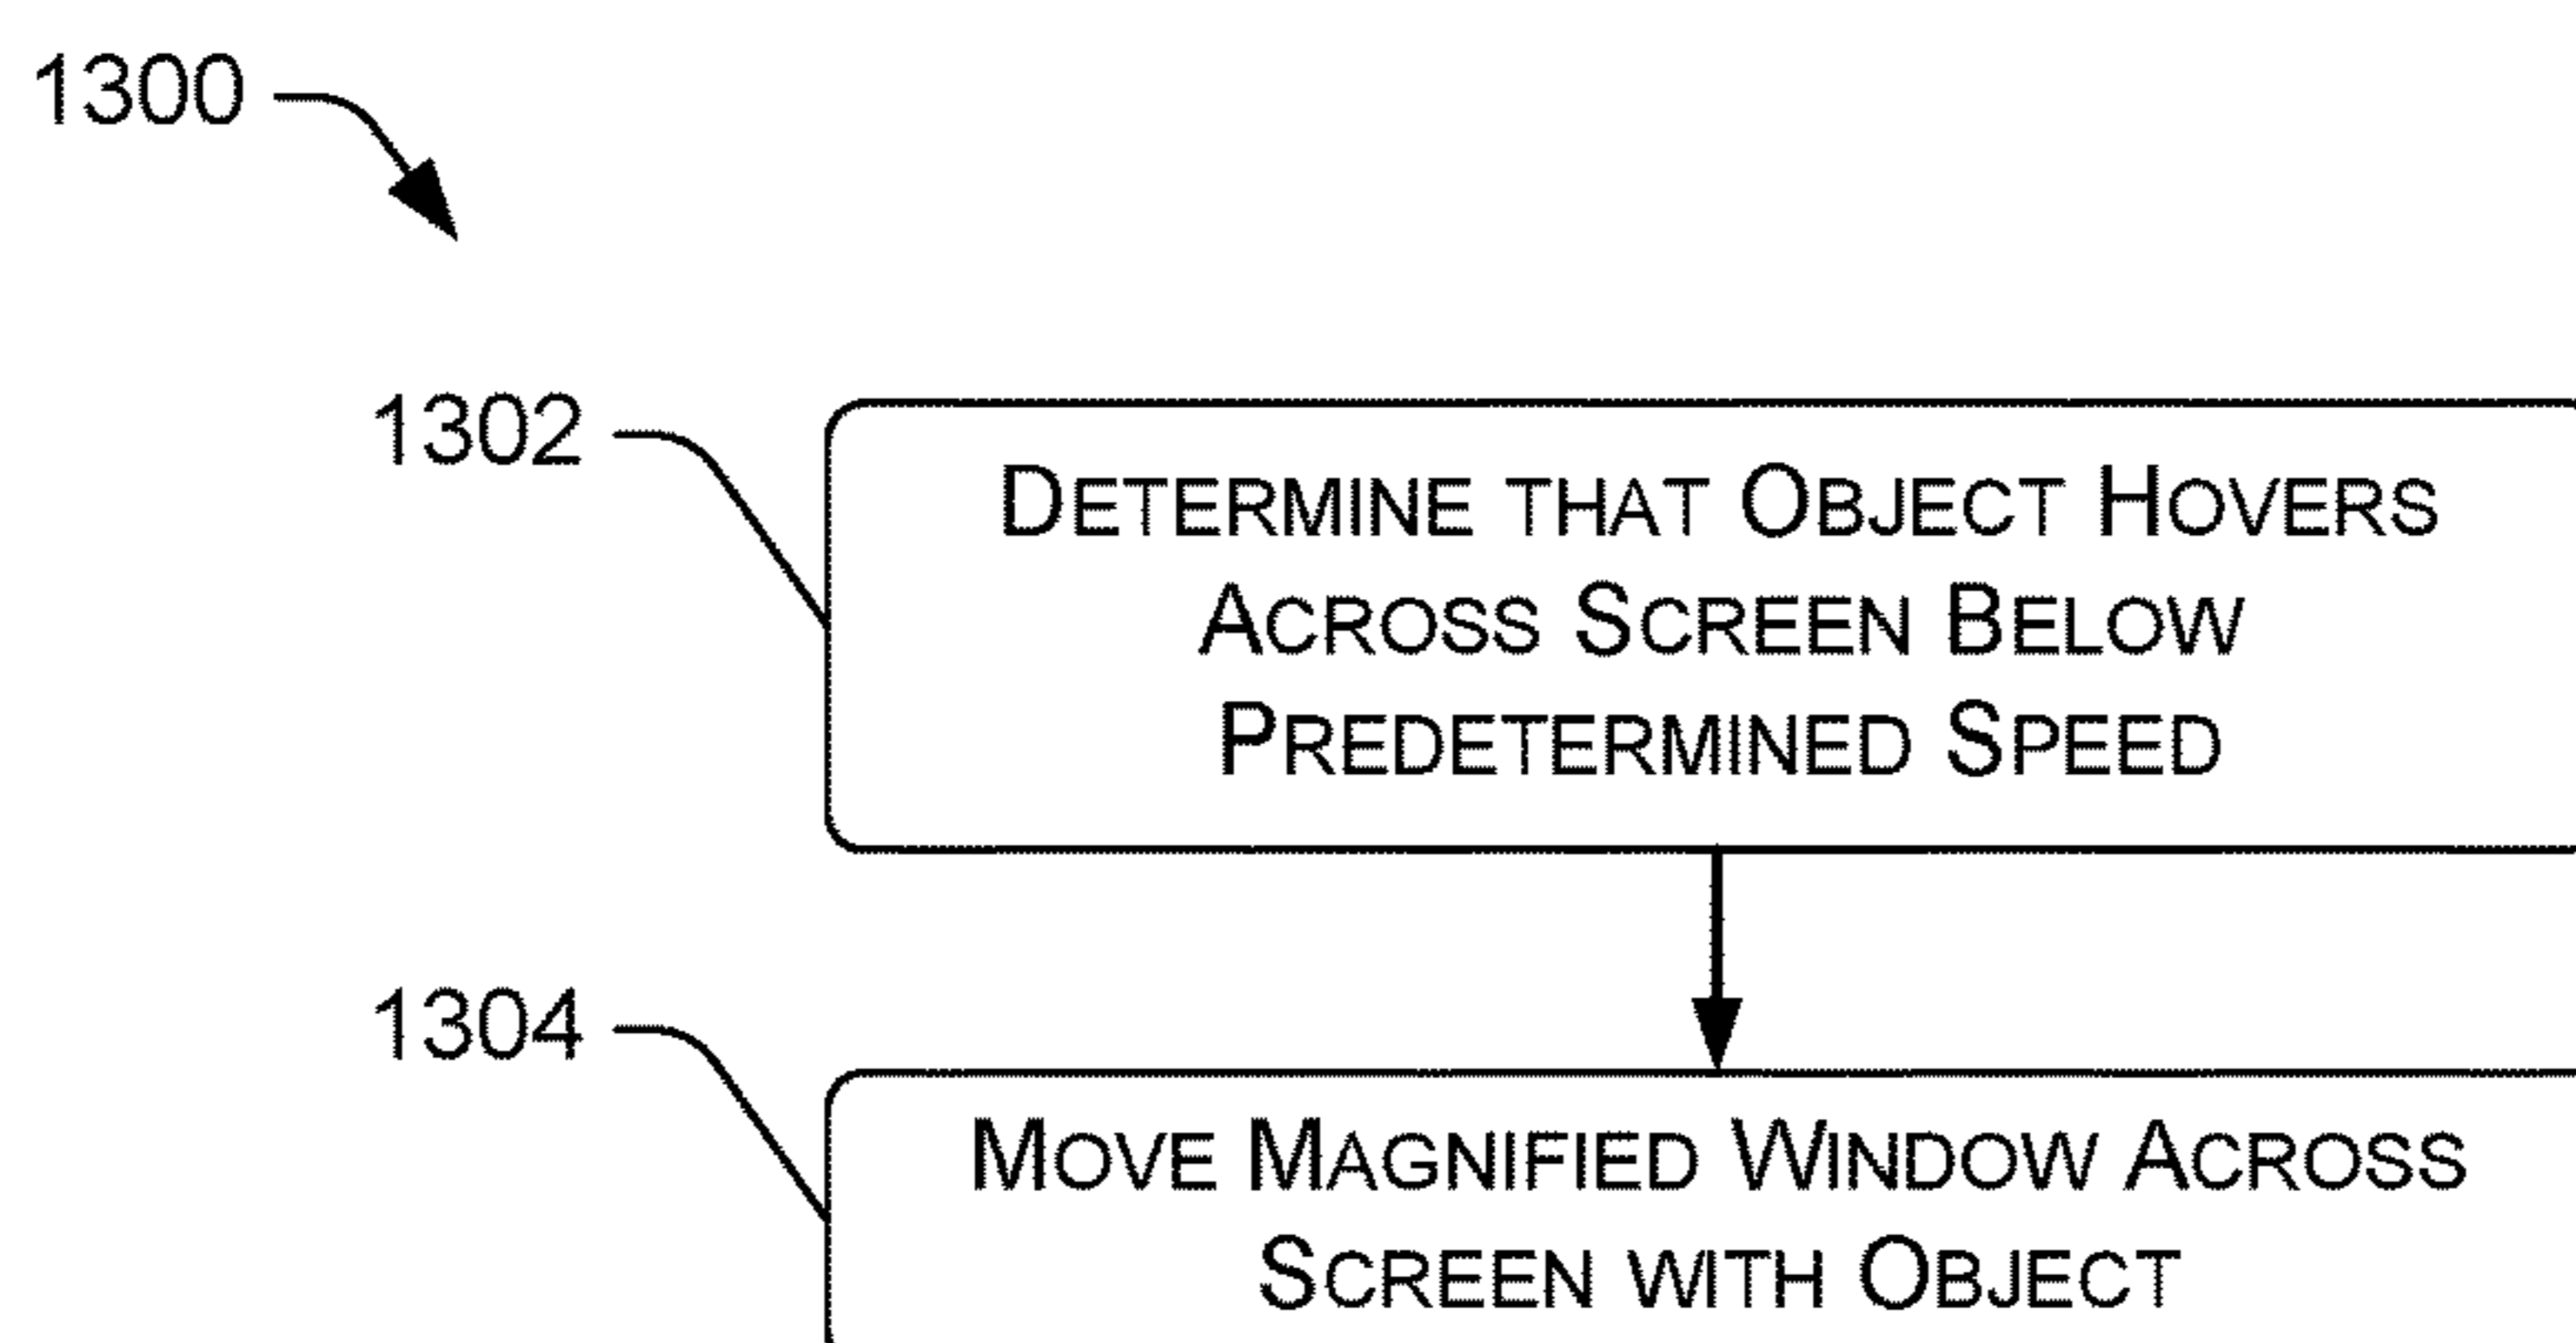 1300
1302
DETERMINE THAT OBJECT HOVERS
ACROSS SCREEN BELOW
PREDETERMINED SPEED
1304
MOVE MAGNIFIED WINDOW ACROSS
SCREEN WITH OBJECT